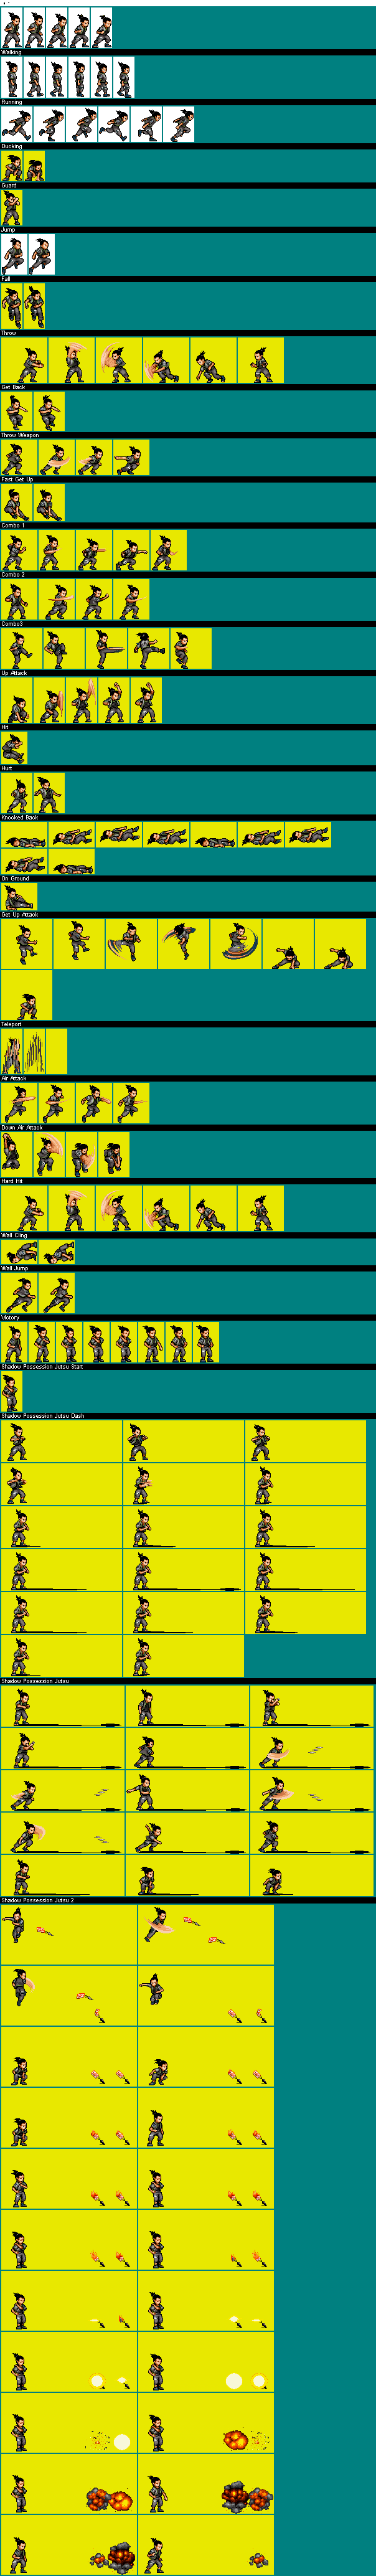 Walking
Running
Ducking
Guard
Jump
Fall
Throw
Get Back
Throw Weapon
Fast Get Up
Combo 1
Combo 2
Combo3
Up Attack
Hit
Hurt
Knocked Back
On Ground
Get Up Attack
Teleport
Air Attack
Down Air Attack
Hard Hit
Wall Cling
Wall Jump
Victory
Shadow Possession Jutsu Start
Shadow Possession Jutsu Dash
Shadow Possession Jutsu
Shadow Possession Jutsu 2